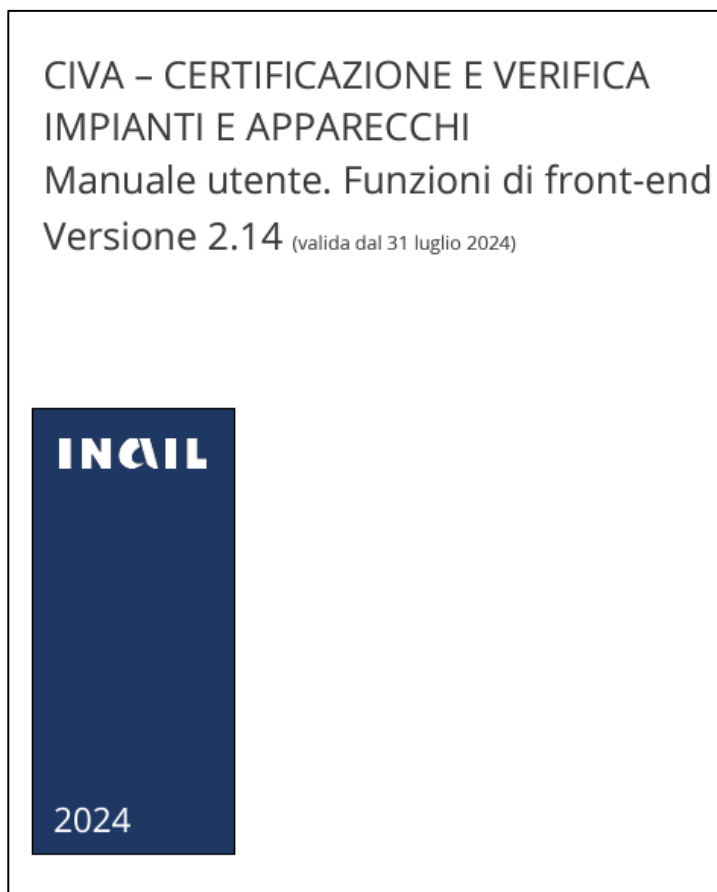 CIVA – CERTIFICAZIONE E VERIFICA
IMPIANTI E APPARECCHI
Manuale utente. Funzioni di front-end
Versione 2.14 (valida dal 31 luglio 2024)
INAIL
2024